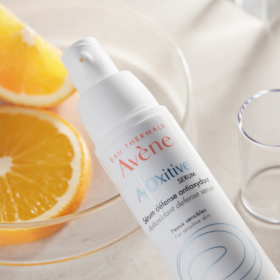 EAU THERMALE
Avène
A-OXitive
SERUM
Sérum défense antioxydant
Antioxidant defense serum
Peaux sensibles
For sensitive skin